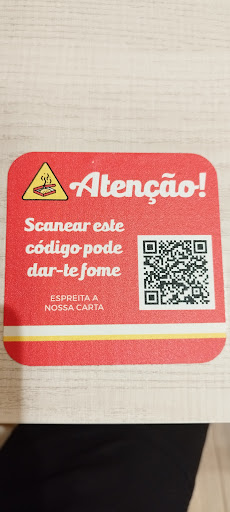 Atenção!
Scanear este
código pode
dar-te fome
ESPREITA A
NOSSA CARTA